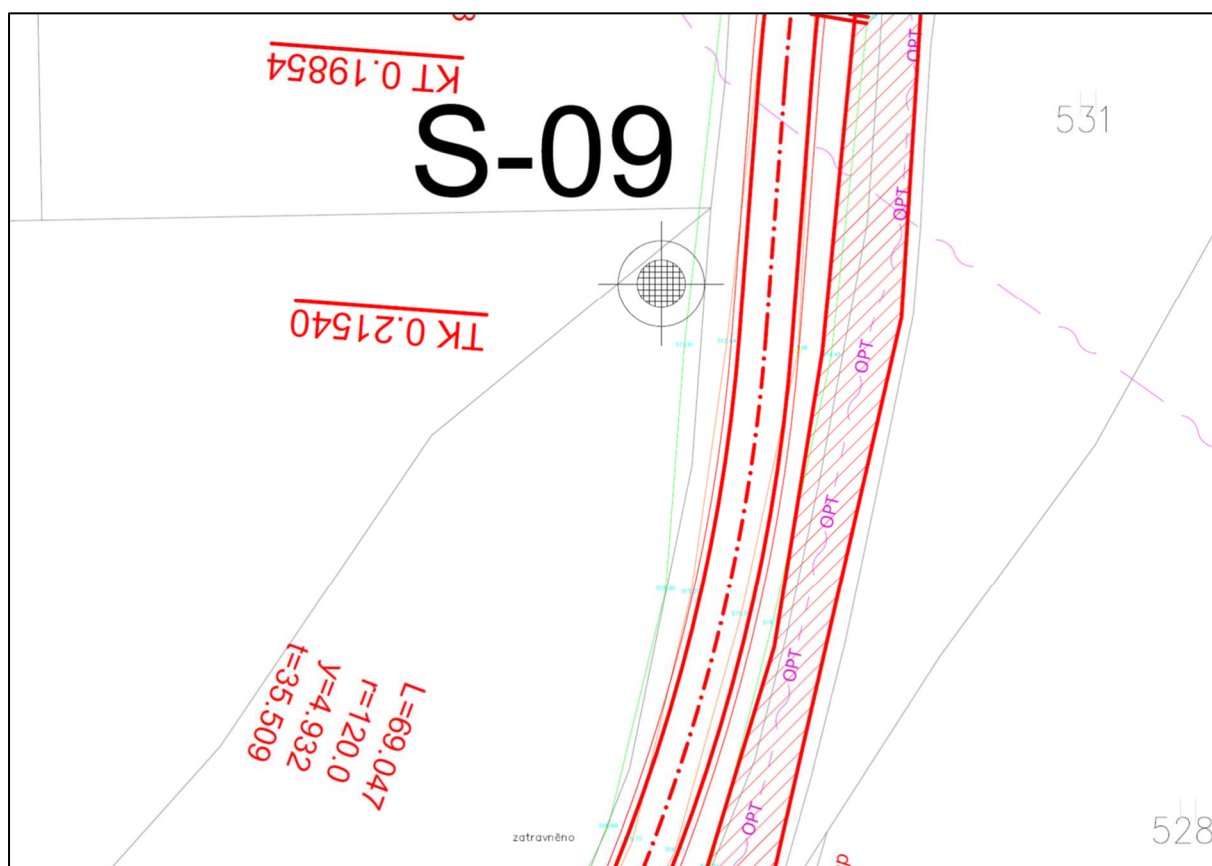 KT 0.19854
S-09
531
OPT
OPT
TK 0.21540
OPT
OPT
OPT
L=69.047
r=120.0
y=4.932
t=35.509
OPT
zatravněno
528